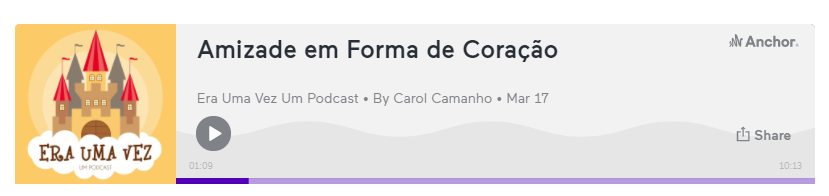 Amizade em Forma de Coração
Anchor.
Era Uma Vez Um Podcast • By Carol Camanho • Mar 17
Share
01:09
10:13
ERA UMA VEZ
UM PODCAST